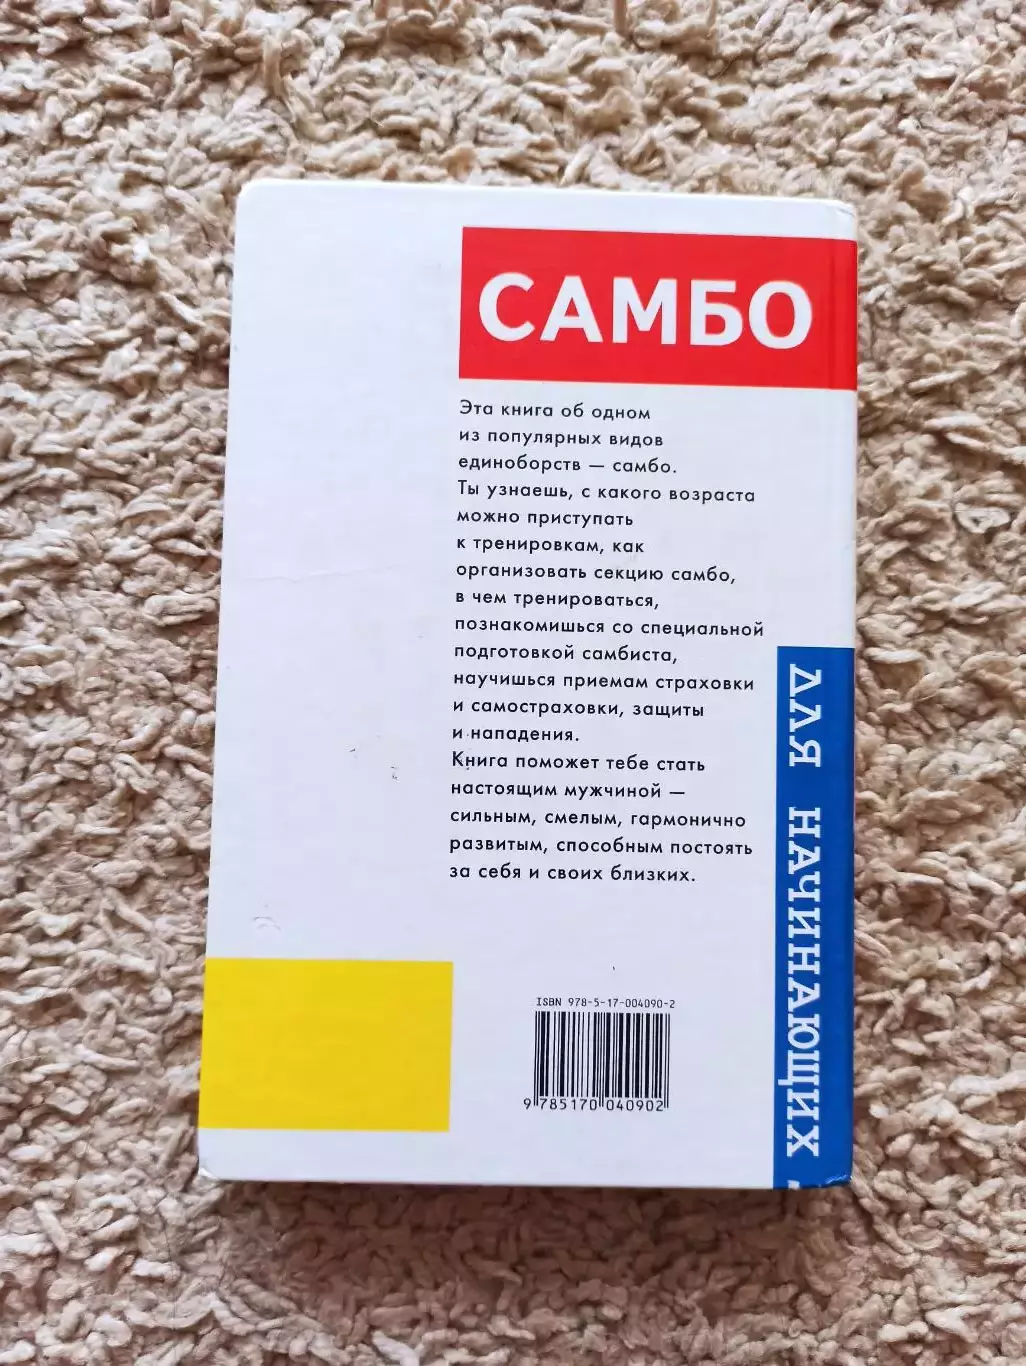 САМБО
Эта книга об одном
из популярных видов
единоборств — самбо.
Ты узнаешь, с какого возраста
можно приступать
к тренировкам, как
организовать секцию самбо,
в чем тренироваться,
познакомишься со специальной
подготовкой самбиста,
научишься приемам страховки
и самостраховки, защиты
и нападения.
Книга поможет тебе стать
настоящим мужчиной —
сильным, смелым, гармонично
развитым, способным постоять
за себя и своих близких.
ДЛЯ НАЧИНАЮЩИХ
ISBN 978-5-17-004090-2
9 785170 040902